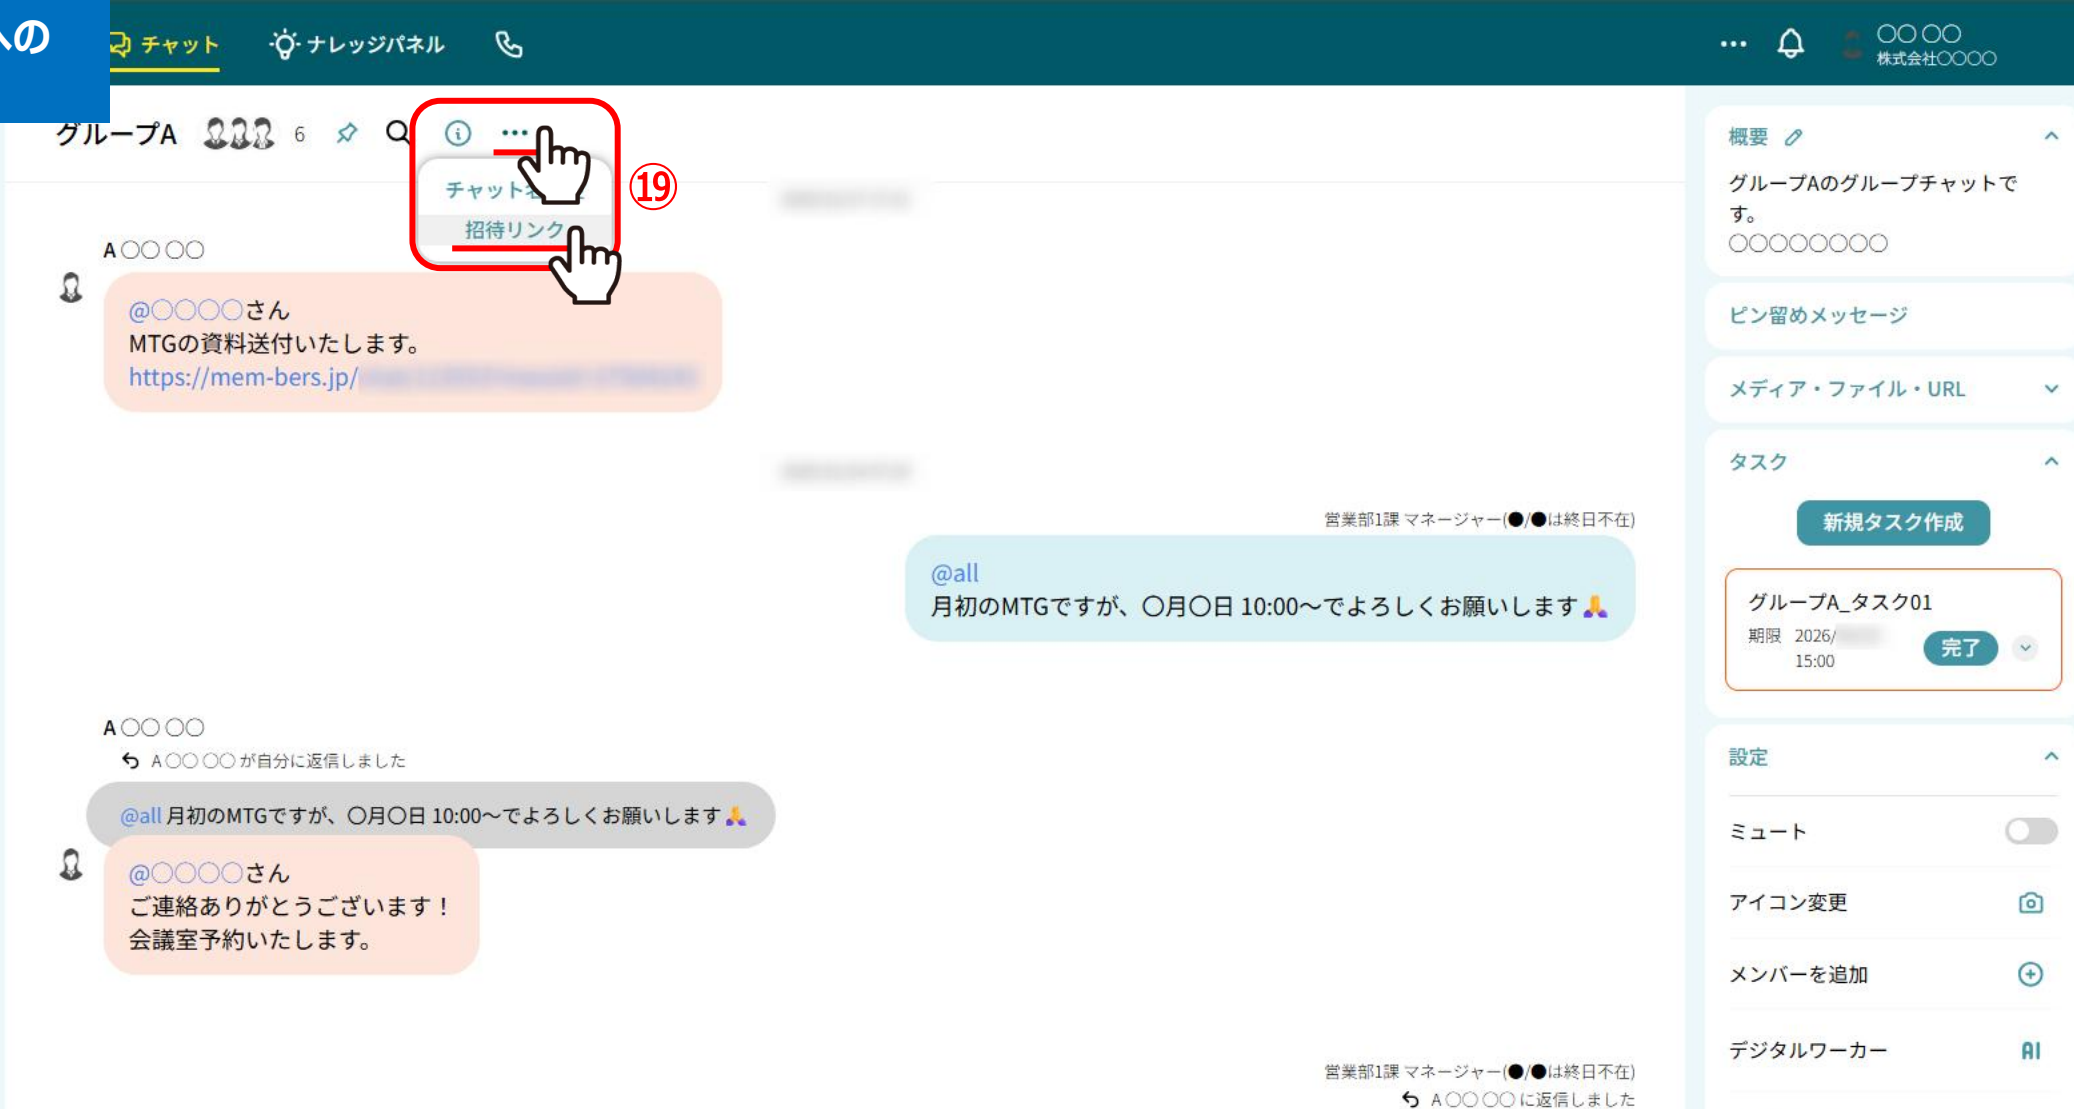 への
チャット
ナレッジパネル
〇〇 〇〇
株式会社〇〇〇〇
グループA
6
⑲
チャット
招待リンク
A 〇〇 〇〇
@〇〇〇〇さん
MTGの資料送付いたします。
https://mem-bers.jp/
営業部1課 マネージャー(●/●は終日不在)
@all
月初のMTGですが、〇月〇日 10:00～でよろしくお願いします🙏
A 〇〇 〇〇
A 〇〇 〇〇 が自分に返信しました
@all 月初のMTGですが、〇月〇日 10:00～でよろしくお願いします🙏
@〇〇〇〇さん
ご連絡ありがとうございます！
会議室予約いたします。
営業部1課 マネージャー(●/●は終日不在)
A 〇〇 〇〇 に返信しました
概要
グループAのグループチャットで
す。
〇〇〇〇〇〇〇〇
ピン留めメッセージ
メディア・ファイル・URL
タスク
新規タスク作成
グループA_タスク01
期限 2026/
15:00
完了
設定
ミュート
アイコン変更
メンバーを追加
デジタルワーカー
AI